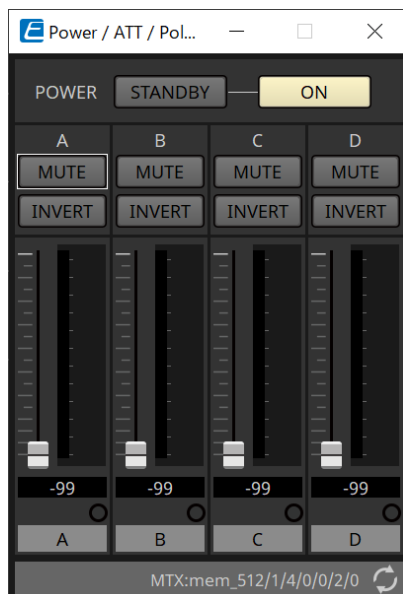 E Power / ATT / Pol...
POWER STANDBY ON
A B C D
MUTE MUTE MUTE MUTE
INVERT INVERT INVERT INVERT
-99 -99 -99 -99
A B C D
MTX:mem_512/1/4/0/0/2/0